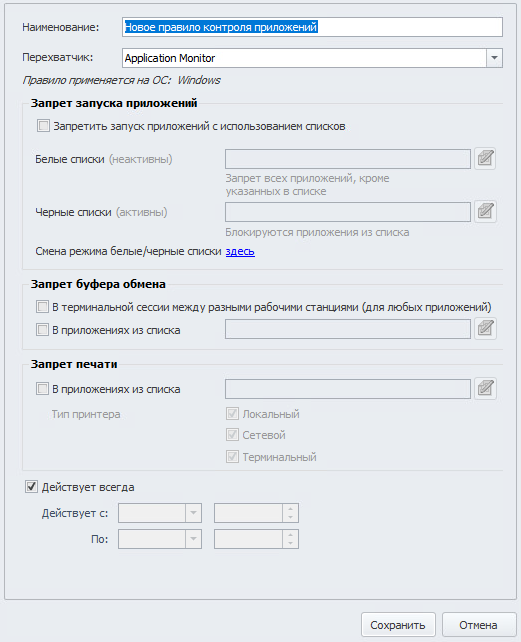 Наименование: Новое правило контроля приложений
Перехватчик: Application Monitor
Правило применяется на ОС: Windows
Запрет запуска приложений
Запретить запуск приложений с использованием списков
Белые списки (неактивны)
Запрет всех приложений, кроме
указанных в списке
Черные списки (активны)
Блокируются приложения из списка
Смена режима белые/черные списки здесь
Запрет буфера обмена
В терминальной сессии между разными рабочими станциями (для любых приложений)
В приложениях из списка
Запрет печати
В приложениях из списка
Тип принтера Локальный
Сетевой
Терминальный
Действует всегда
Действует с:
По:
Сохранить Отмена